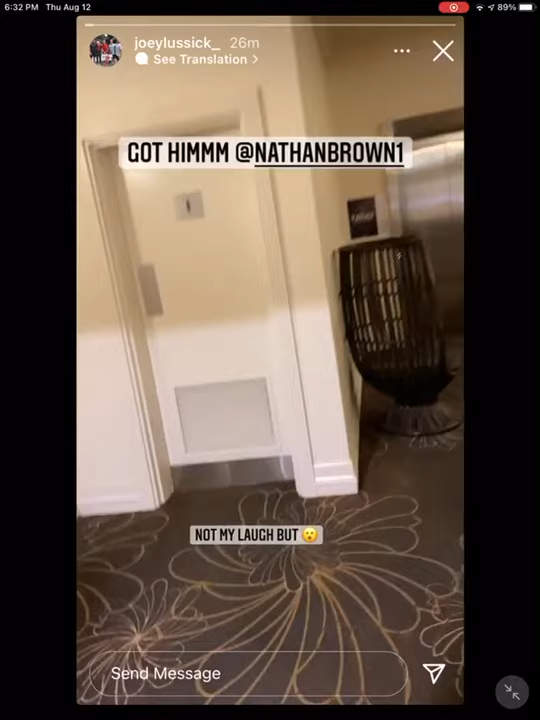 6:32 PM Thu Aug 12
89%
joeylussick_ 26m
See Translation >
GOT HIMMM @NATHANBROWN1
NOT MY LAUGH BUT 😮
Send Message